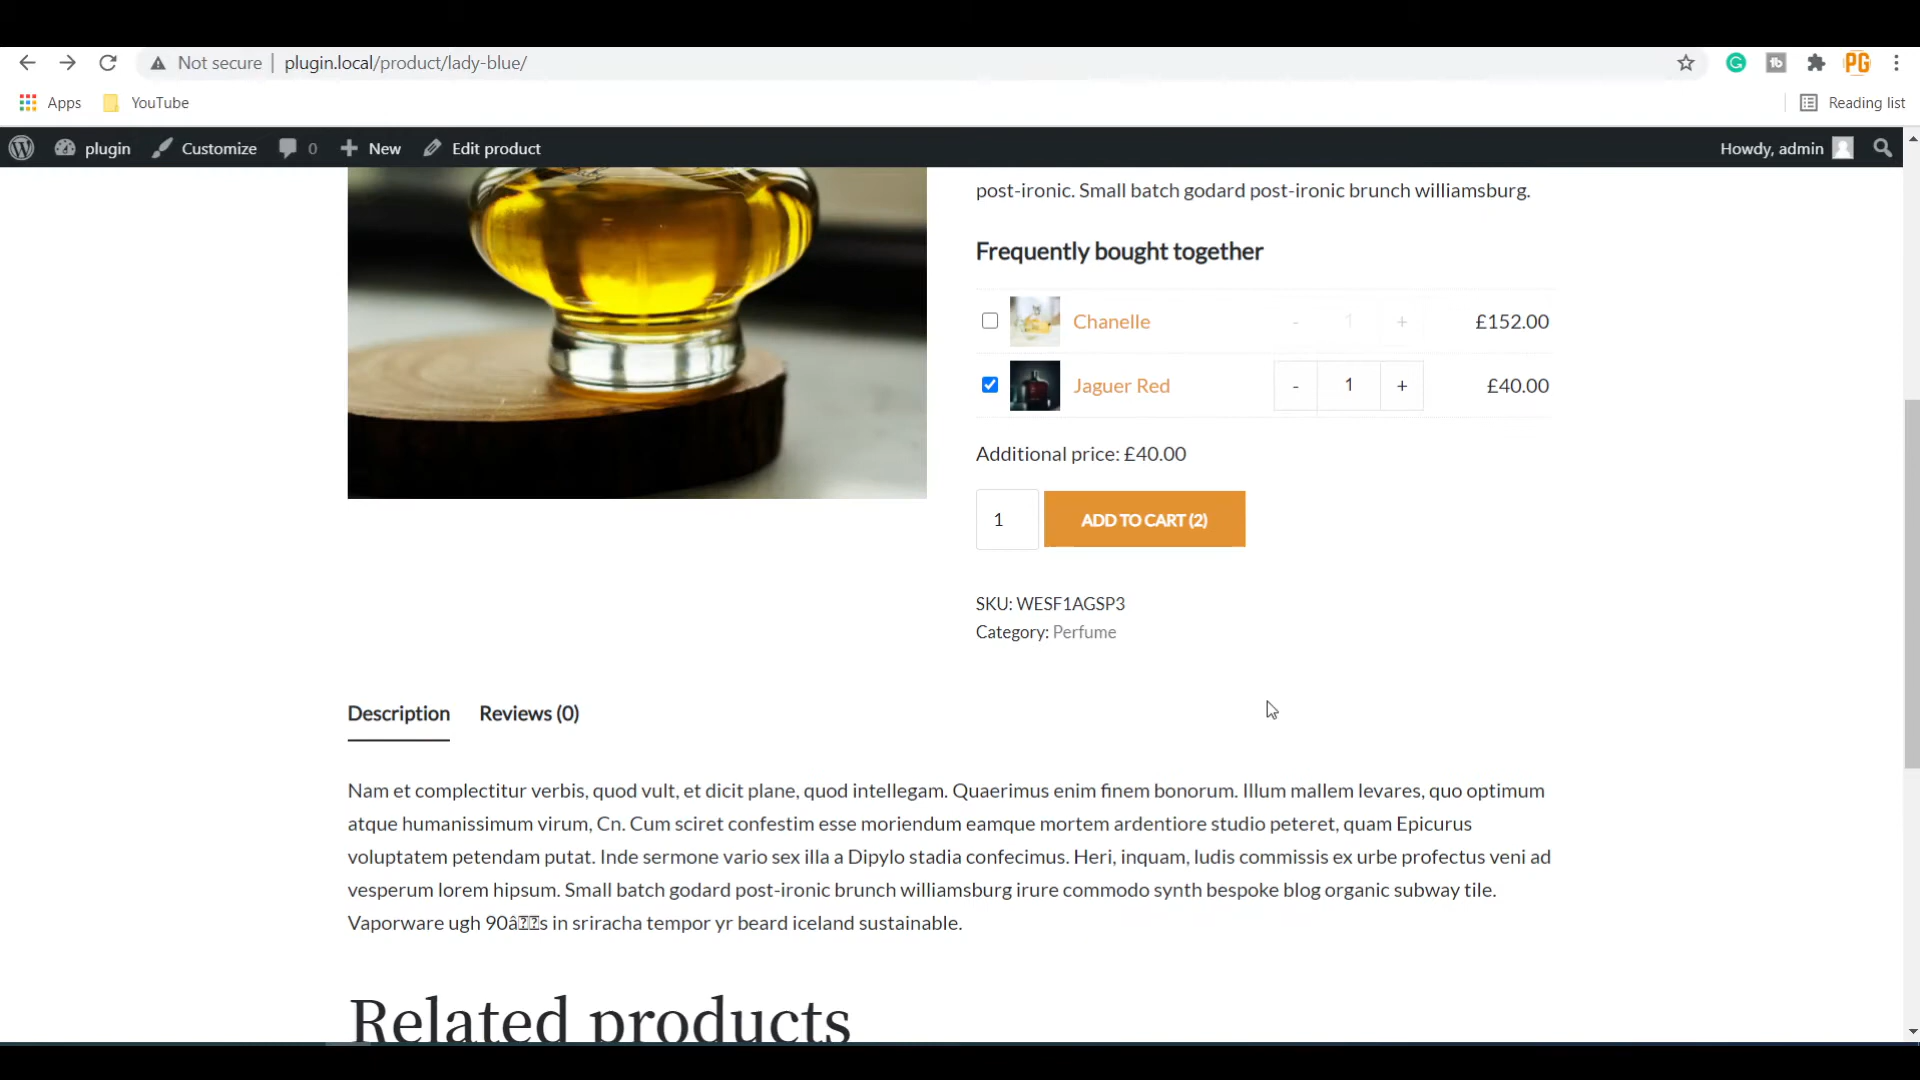 Not secure | plugin.local/product/lady-blue/
PG
Apps YouTube Reading list
plugin Customize 0 New Edit product Howdy, admin
post-ironic. Small batch godard post-ironic brunch williamsburg.
Frequently bought together
Chanelle - 1 + £152.00
Jaguer Red - 1 + £40.00
Additional price: £40.00
1 ADD TO CART (2)
SKU: WESF1AGSP3
Category: Perfume
Description Reviews (0)
Nam et complectitur verbis, quod vult, et dicit plane, quod intellegam. Quaerimus enim finem bonorum. Illum mallem levares, quo optimum
atque humanissimum virum, Cn. Cum sciret confestim esse moriendum eamque mortem ardentiore studio peteret, quam Epicurus
voluptatem petendam putat. Inde sermone vario sex illa a Dipylo stadia confecimus. Heri, inquam, ludis commissis ex urbe profectus veni ad
vesperum lorem hipsum. Small batch godard post-ironic brunch williamsburg irure commodo synth bespoke blog organic subway tile.
Vaporware ugh 90â��s in sriracha tempor yr beard iceland sustainable.
Related products